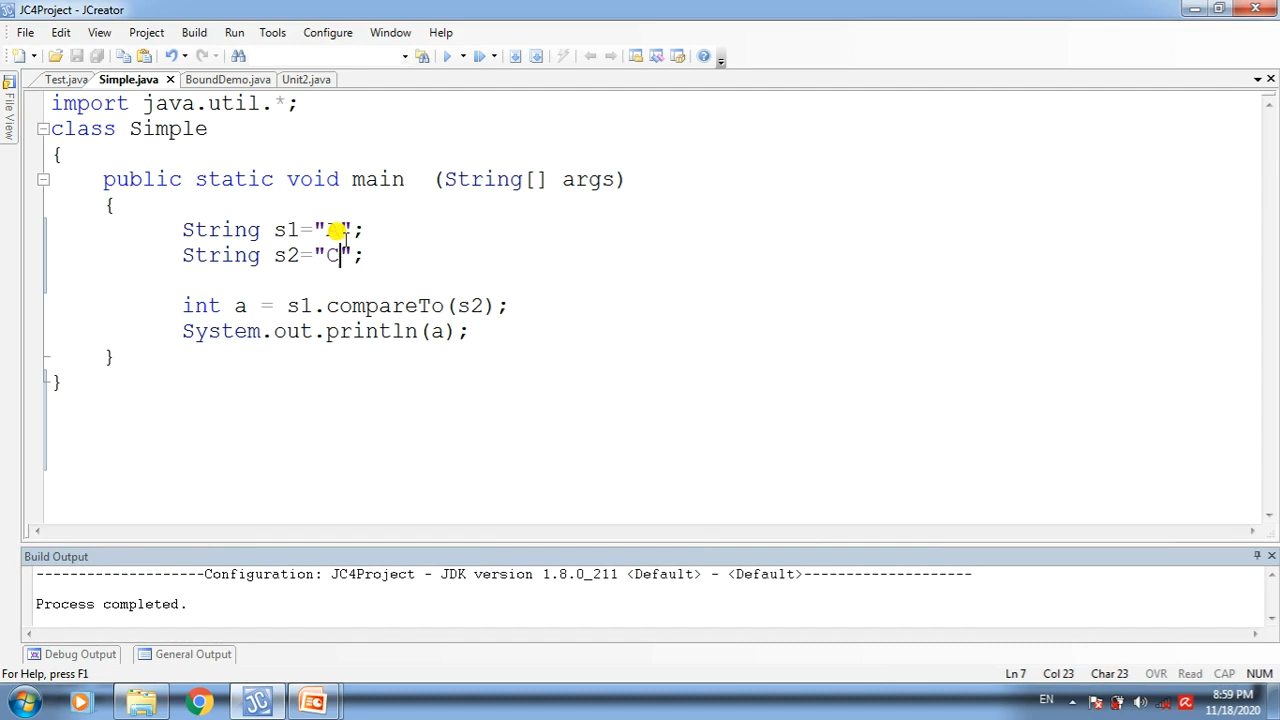 JC4Project - JCreator
File Edit View Project Build Run Tools Configure Window Help
Test.java Simple.java BoundDemo.java Unit2.java
File View
import java.util.*;
class Simple
{
public static void main (String[] args)
{
String s1="";
String s2="C";
int a = s1.compareTo(s2);
System.out.println(a);
}
}
Build Output
--------------------Configuration: JC4Project - JDK version 1.8.0_211 <Default> - <Default>--------------------
Process completed.
Debug Output General Output
For Help, press F1 Ln 7 Col 23 Char 23 OVR Read CAP NUM
EN 8:59 PM
11/18/2020